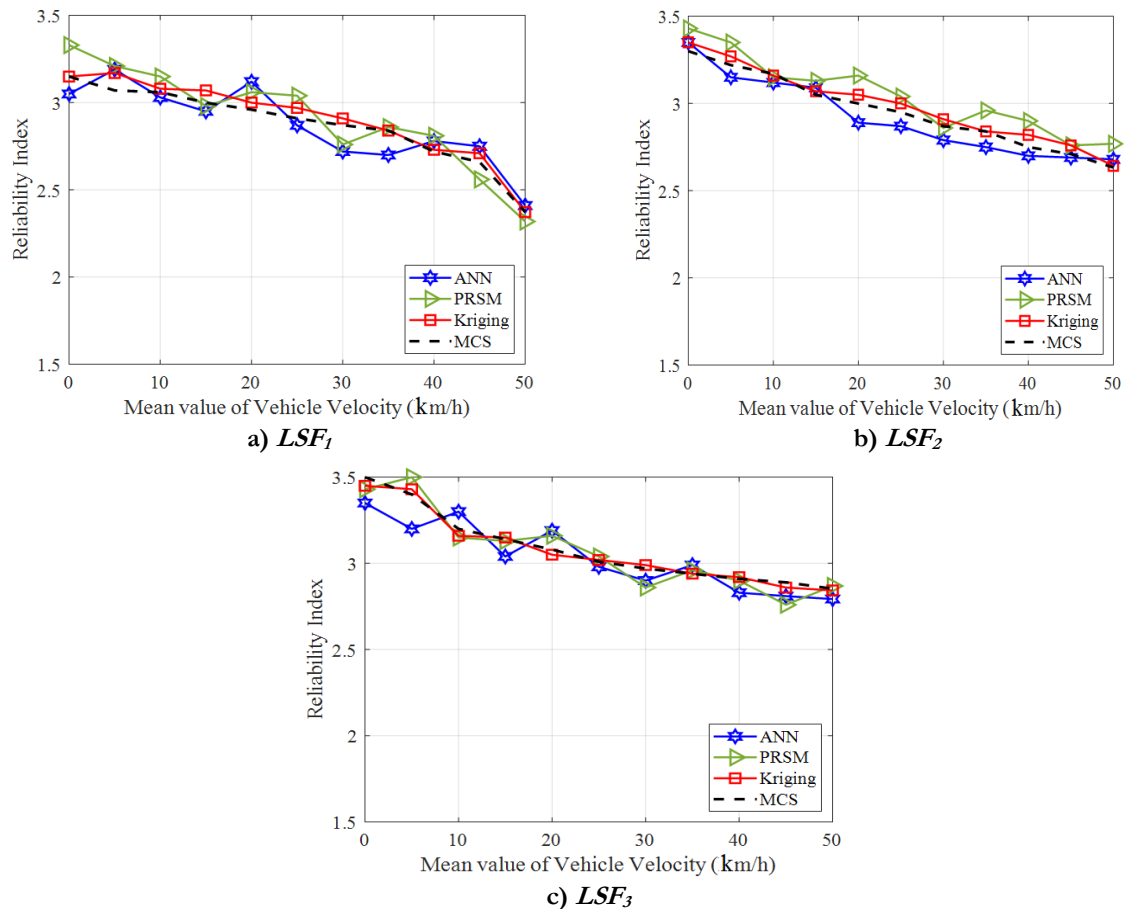 3.5
3
2.5
2
1.5
Reliability Index
0
10
20
30
40
50
Mean value of Vehicle Velocity (km/h)
ANN
PRSM
Kriging
MCS
a) LSF1
3.5
3
2.5
2
1.5
Reliability Index
0
10
20
30
40
50
Mean value of Vehicle Velocity (km/h)
ANN
PRSM
Kriging
MCS
b) LSF2
3.5
3
2.5
2
1.5
Reliability Index
0
10
20
30
40
50
Mean value of Vehicle Velocity (km/h)
ANN
PRSM
Kriging
MCS
c) LSF3